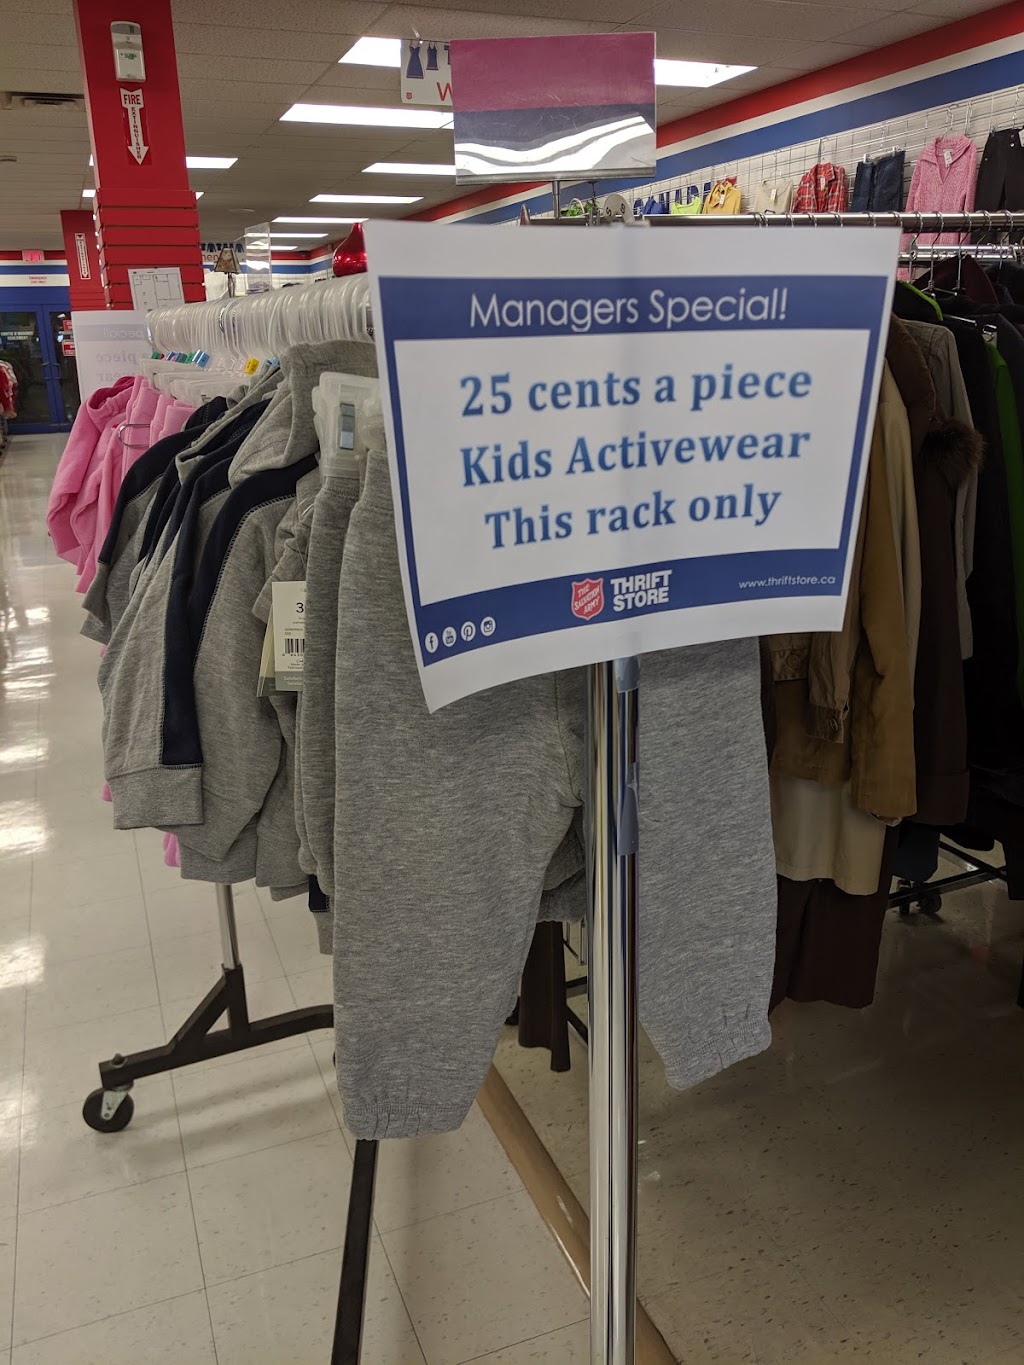 FIRE
EXTINGUISHER
Managers Special!
25 cents a piece
Kids Activewear
This rack only
THE
SALVATION
ARMY
THRIFT
STORE
www.thriftstore.ca